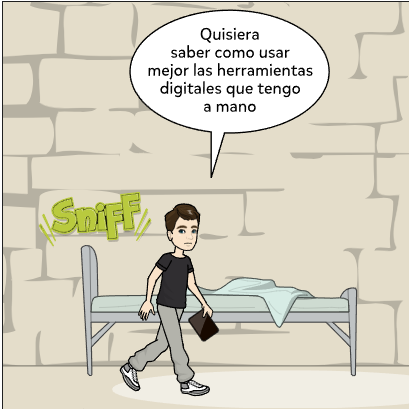 Quisiera
saber como usar
mejor las herramientas
digitales que tengo
a mano
SniFF